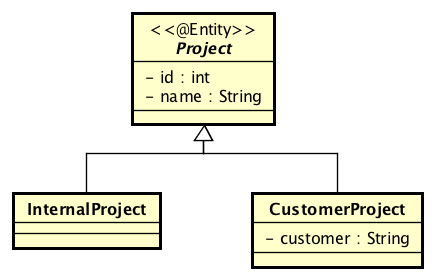 <<@Entity>>
Project
- id : int
- name : String
InternalProject
CustomerProject
- customer : String